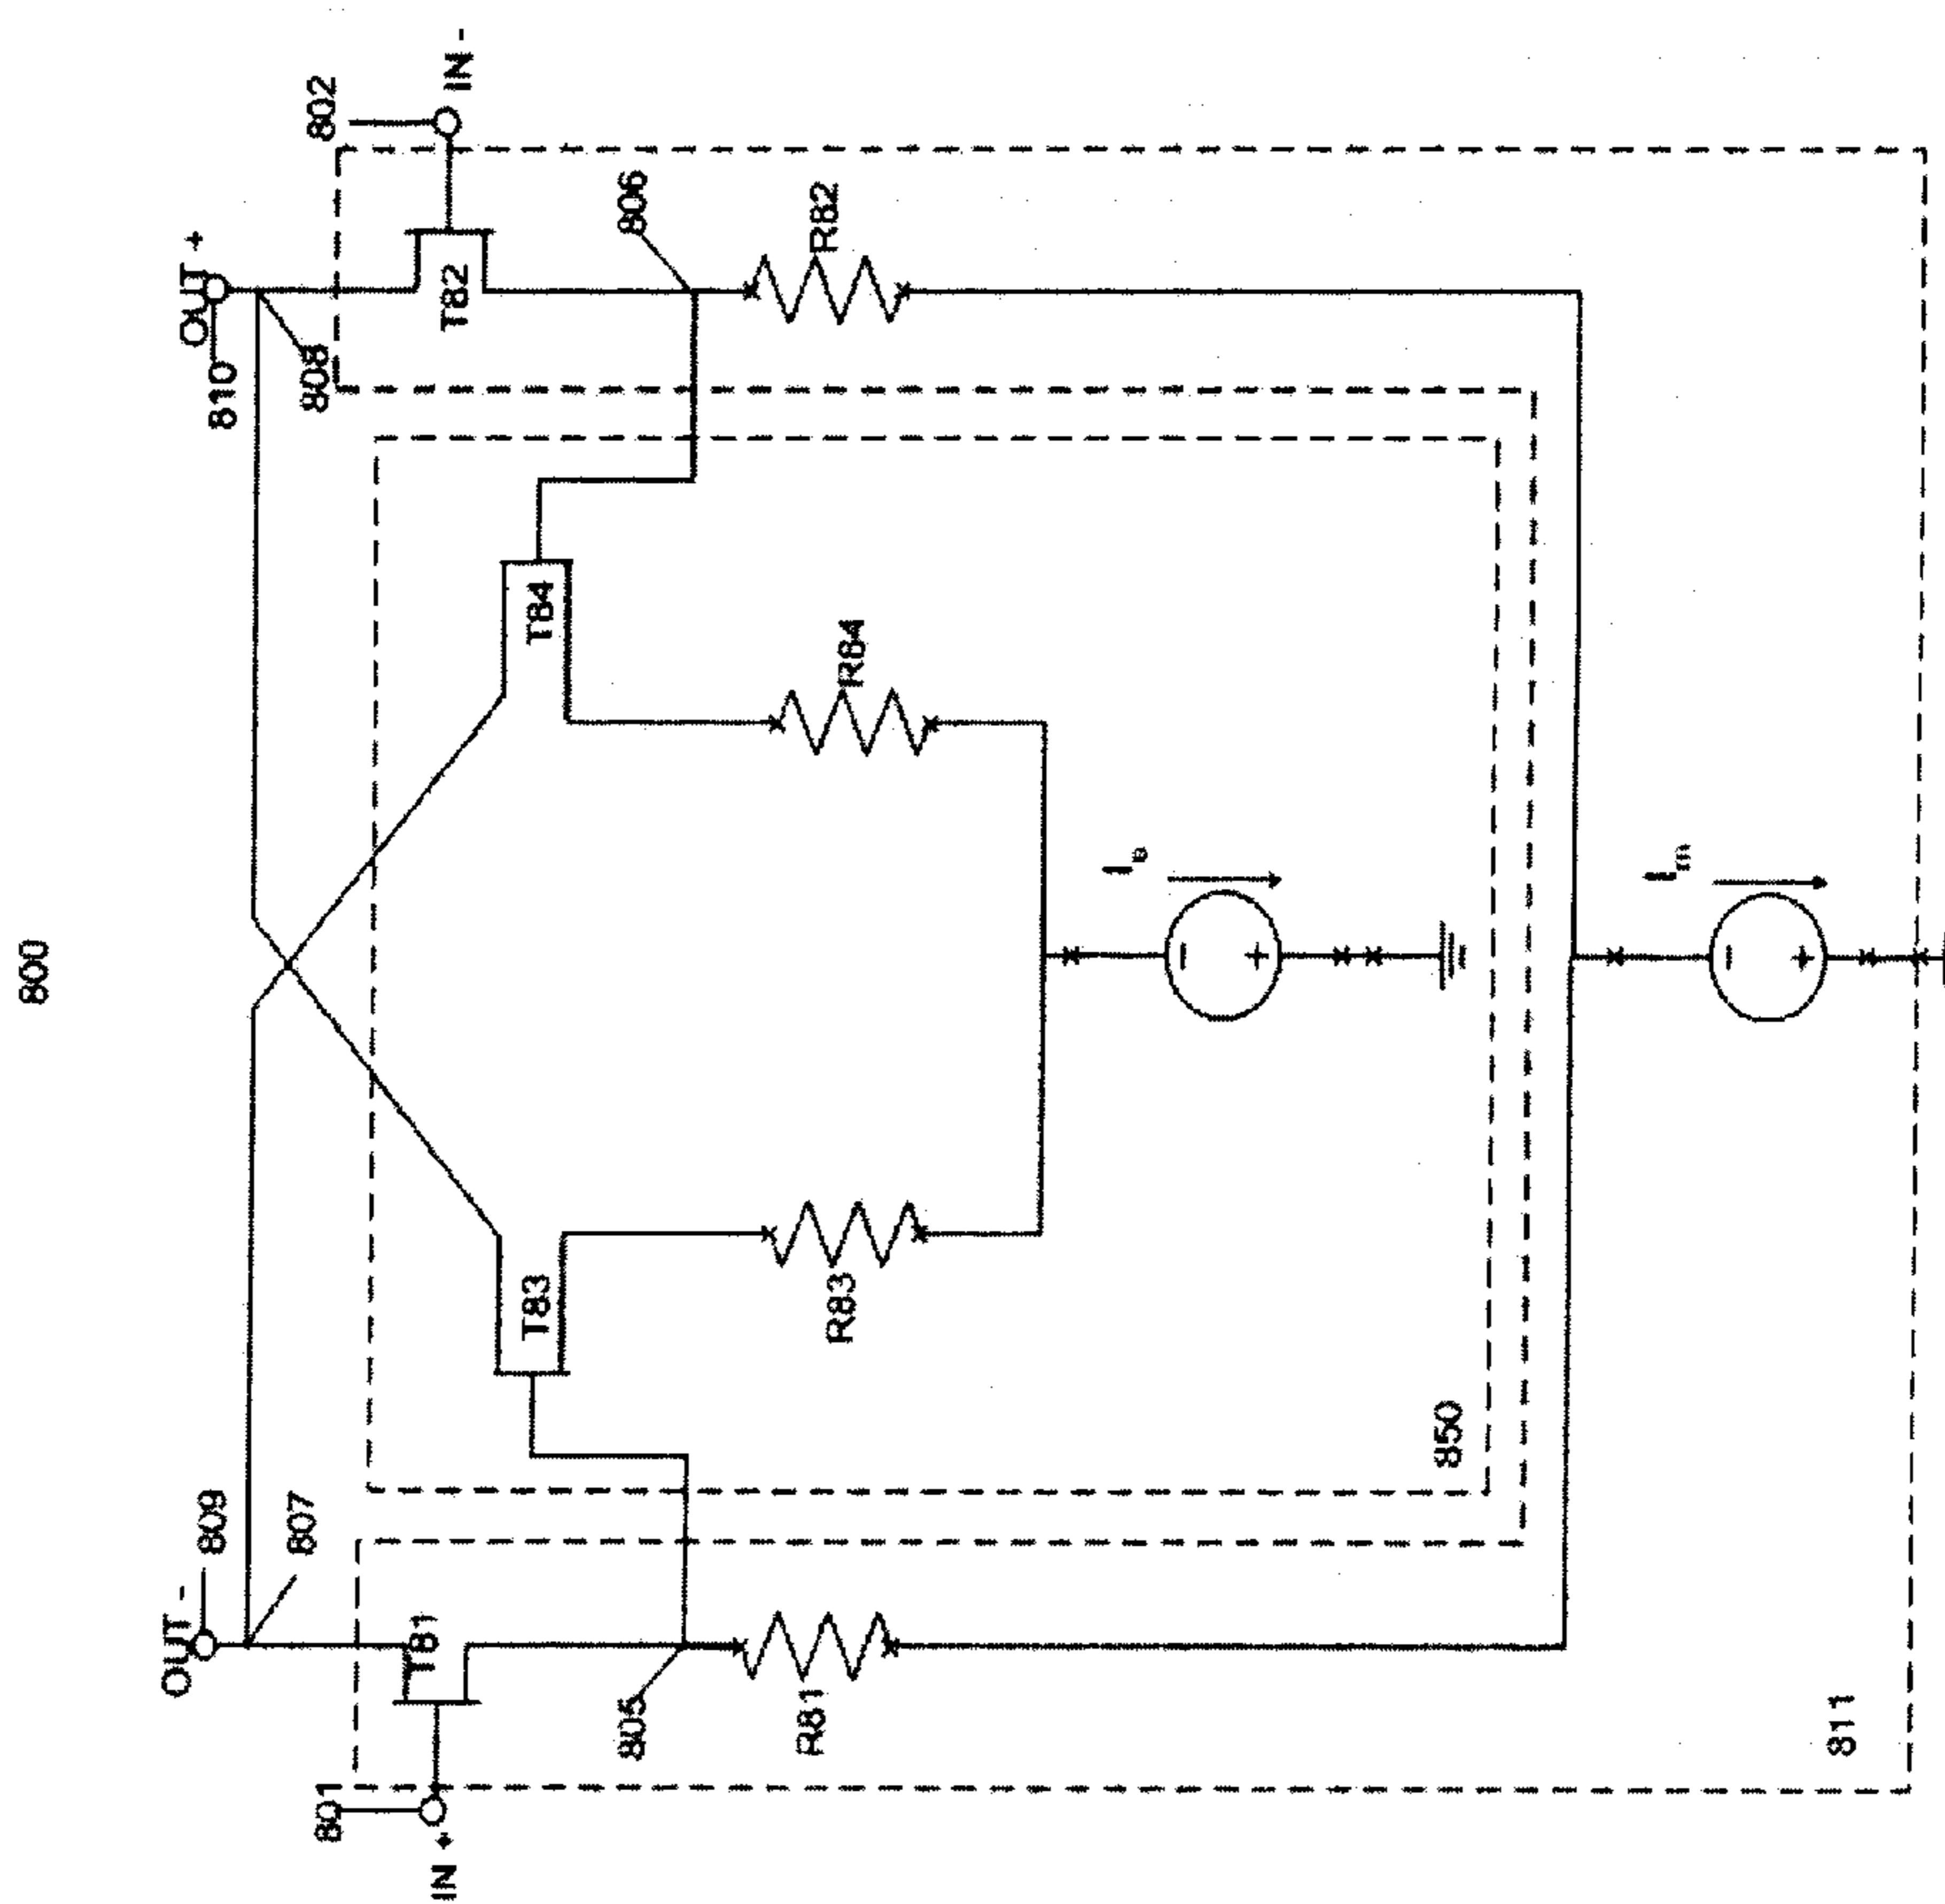 800
OUT - OUT +
809 810
807 808
801 802
T81 T82
IN + IN -
T83 T84
805 806
R81 R83 R84 R82
Ie
850
Im
811